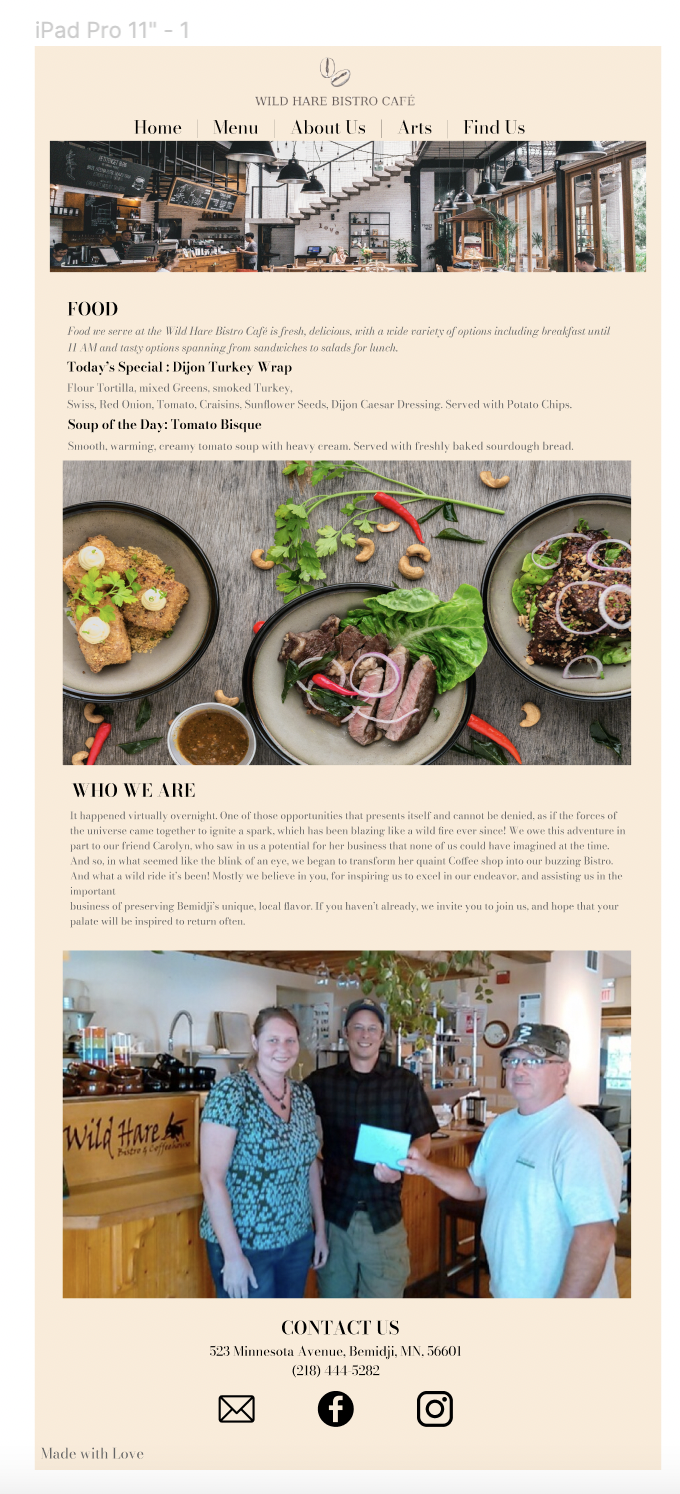 iPad Pro 11" - 1
WILD HARE BISTRO CAFÉ
Home | Menu | About Us | Arts | Find Us
love
FOOD
Food we serve at the Wild Hare Bistro Café is fresh, delicious, with a wide variety of options including breakfast until
11 AM and tasty options spanning from sandwiches to salads for lunch.
Today's Special : Dijon Turkey Wrap
Flour Tortilla, mixed Greens, smoked Turkey,
Swiss, Red Onion, Tomato, Craisins, Sunflower Seeds, Dijon Caesar Dressing. Served with Potato Chips.
Soup of the Day: Tomato Bisque
Smooth, warming, creamy tomato soup with heavy cream. Served with freshly baked sourdough bread.
WHO WE ARE
It happened virtually overnight. One of those opportunities that presents itself and cannot be denied, as if the forces of
the universe came together to ignite a spark, which has been blazing like a wild fire ever since! We owe this adventure in
part to our friend Carolyn, who saw in us a potential for her business that none of us could have imagined at the time.
And so, in what seemed like the blink of an eye, we began to transform her quaint Coffee shop into our buzzing Bistro.
And what a wild ride it's been! Mostly we believe in you, for inspiring us to excel in our endeavor, and assisting us in the
important
business of preserving Bemidji's unique, local flavor. If you haven't already, we invite you to join us, and hope that your
palate will be inspired to return often.
EXIT
Wild Hare
Bistro & Coffeehouse
CONTACT US
523 Minnesota Avenue, Bemidji, MN, 56601
(218) 444-5282
Made with Love